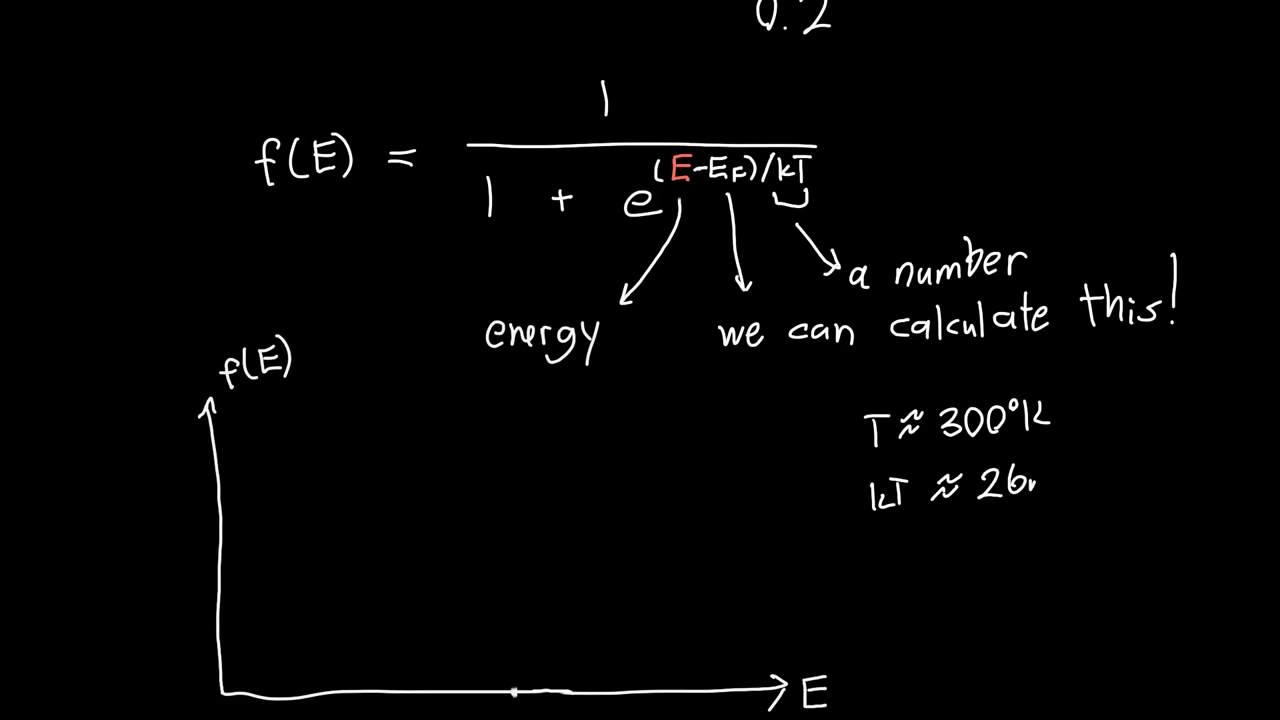 0.2
f(E) = 1 / 1 + e^(E-EF)/kT
energy
a number
we can calculate this!
f(E)
T ≈ 300°K
kT ≈ 26
E